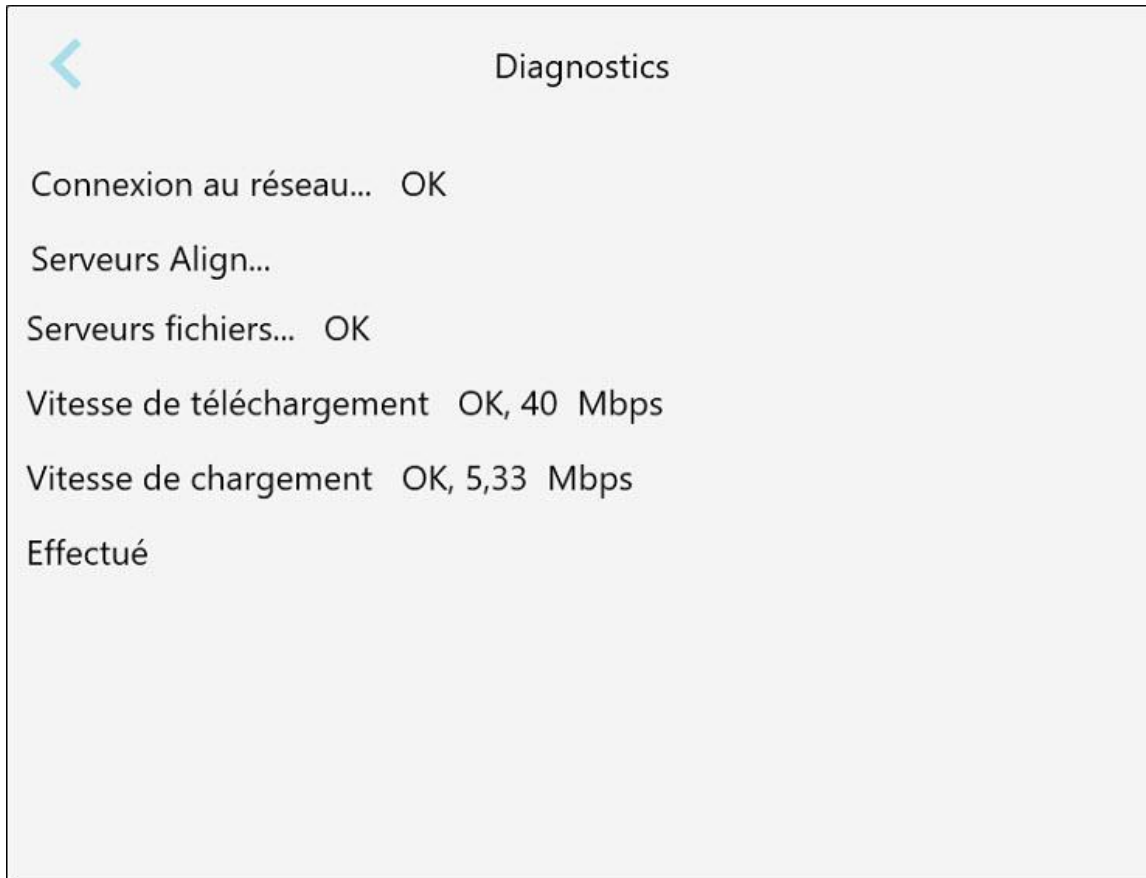 Diagnostics
Connexion au réseau... OK
Serveurs Align...
Serveurs fichiers... OK
Vitesse de téléchargement OK, 40 Mbps
Vitesse de chargement OK, 5,33 Mbps
Effectué